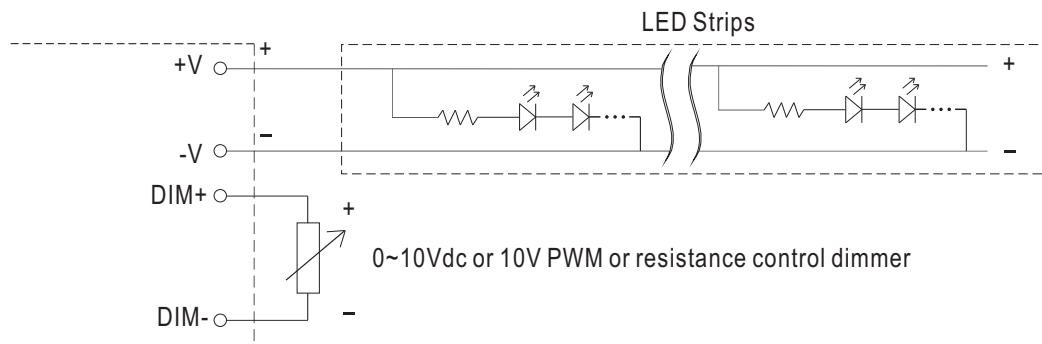 LED Strips
+
+V
+
-
-V
-
DIM+
+
0~10Vdc or 10V PWM or resistance control dimmer
DIM-
-